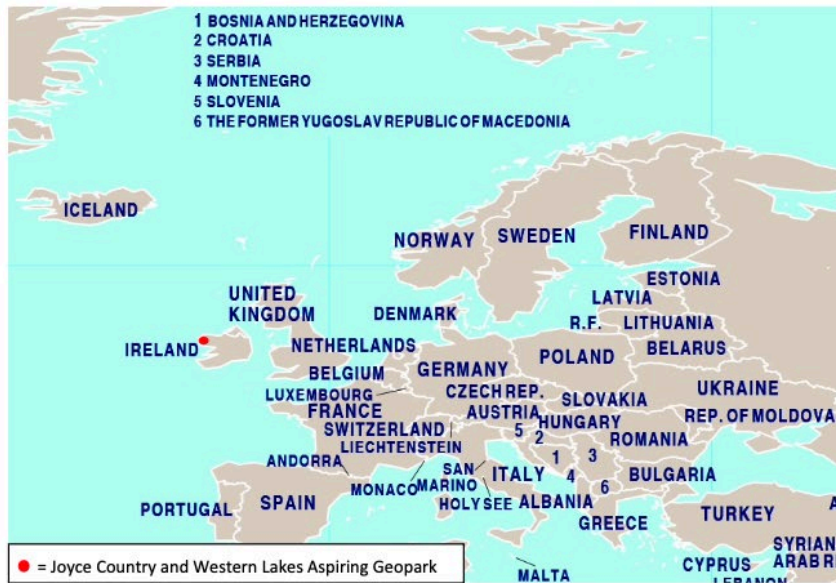 1 BOSNIA AND HERZEGOVINA
2 CROATIA
3 SERBIA
4 MONTENEGRO
5 SLOVENIA
6 THE FORMER YUGOSLAV REPUBLIC OF MACEDONIA
ICELAND
NORWAY
SWEDEN
FINLAND
ESTONIA
UNITED
KINGDOM
DENMARK
LATVIA
R.F.
LITHUANIA
IRELAND
NETHERLANDS
POLAND
BELARUS
BELGIUM
GERMANY
LUXEMBOURG
CZECH REP.
SLOVAKIA
UKRAINE
FRANCE
AUSTRIA
HUNGARY
REP. OF MOLDOVA
SWITZERLAND
5
2
ROMANIA
LIECHTENSTEIN
ANDORRA
1
3
MONACO
SAN
MARINO
ITALY
4
BULGARIA
6
PORTUGAL
SPAIN
HOLY SEE
ALBANIA
GREECE
TURKEY
SYRIAN
ARAB R
CYPRUS
MALTA
LEBANON
= Joyce Country and Western Lakes Aspiring Geopark